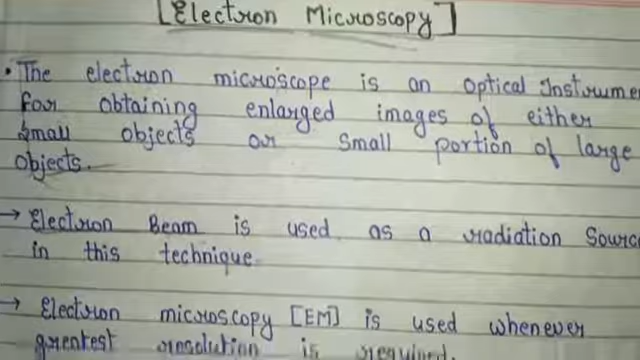 [Electron Microscopy]
• The electron microscope is an optical Instrume
for obtaining enlarged images of either
small objects or small portion of large
objects.
→ Electron Beam is used as a radiation Source
in this technique.
→ Electron microscopy [EM] is used whenever
greatest resolution is required.